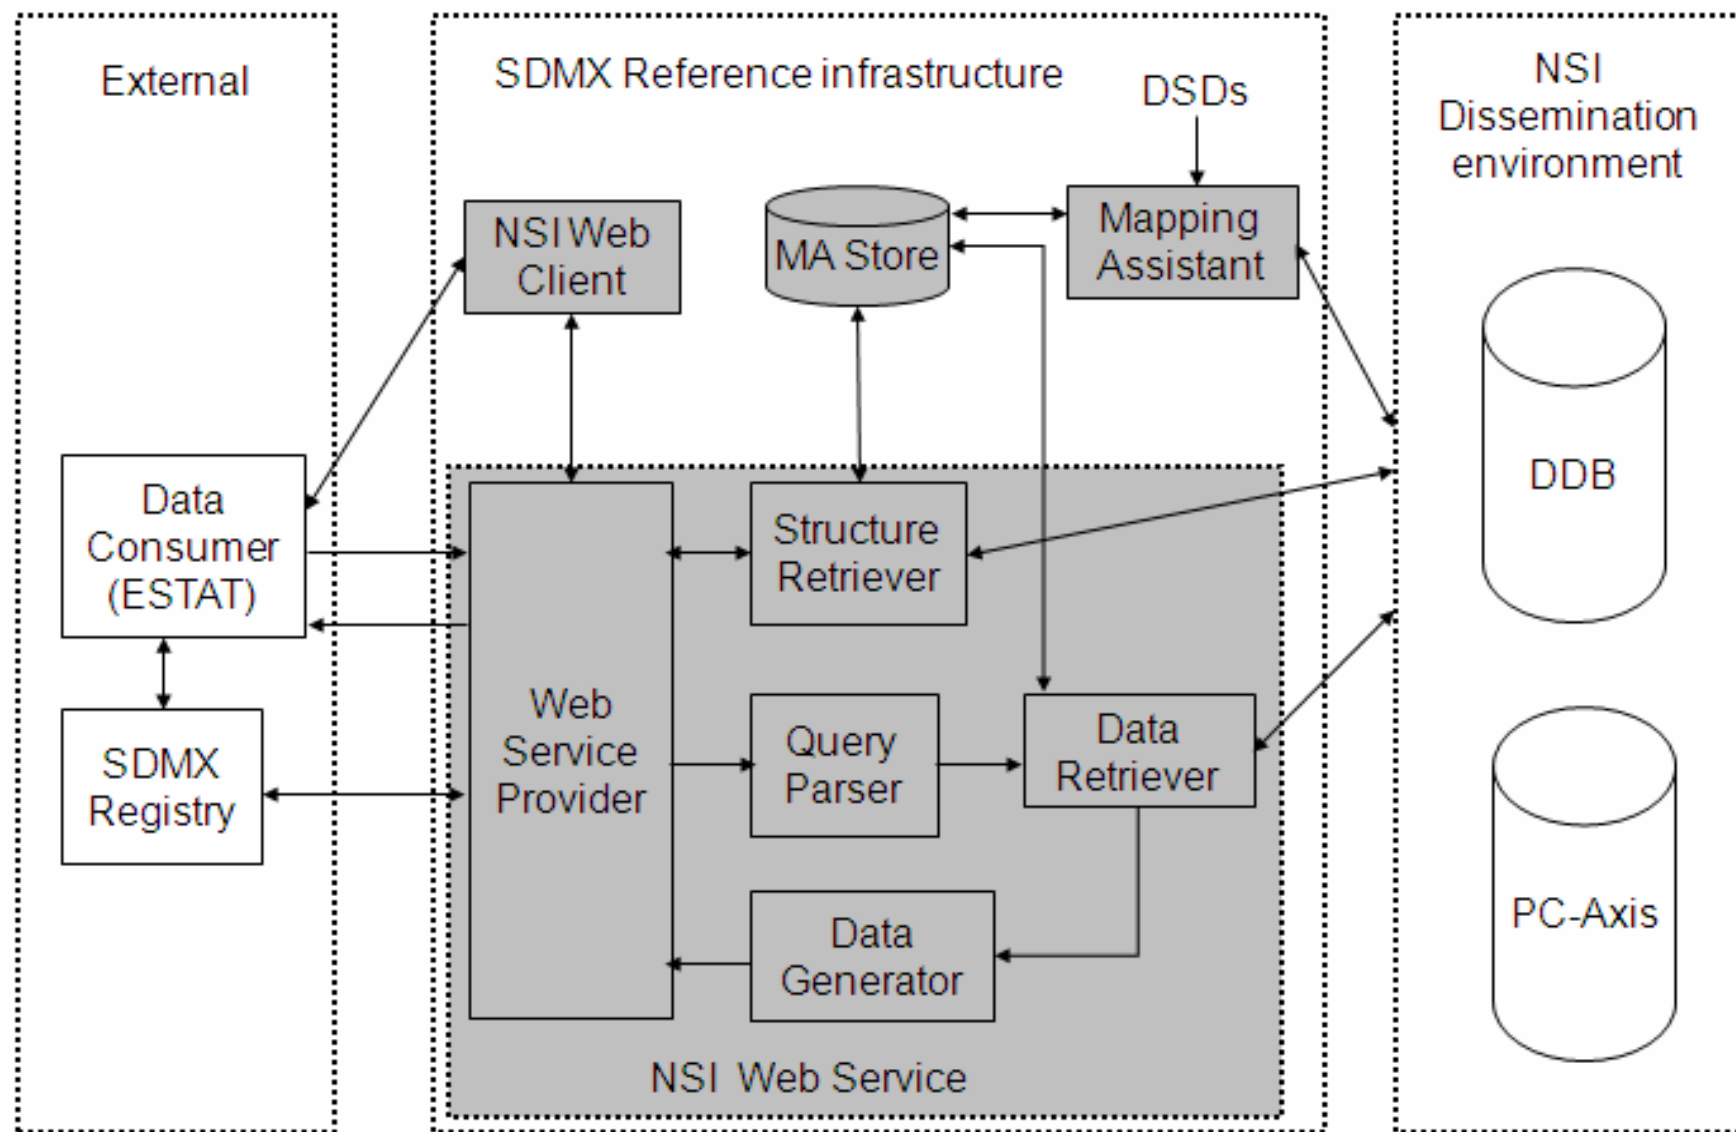 External
SDMX Reference infrastructure
DSDs
NSI
Dissemination
environment
NSI Web
Client
MA Store
Mapping
Assistant
Data
Consumer
(ESTAT)
SDMX
Registry
Web
Service
Provider
Structure
Retriever
Query
Parser
Data
Retriever
Data
Generator
NSI Web Service
DDB
PC-Axis